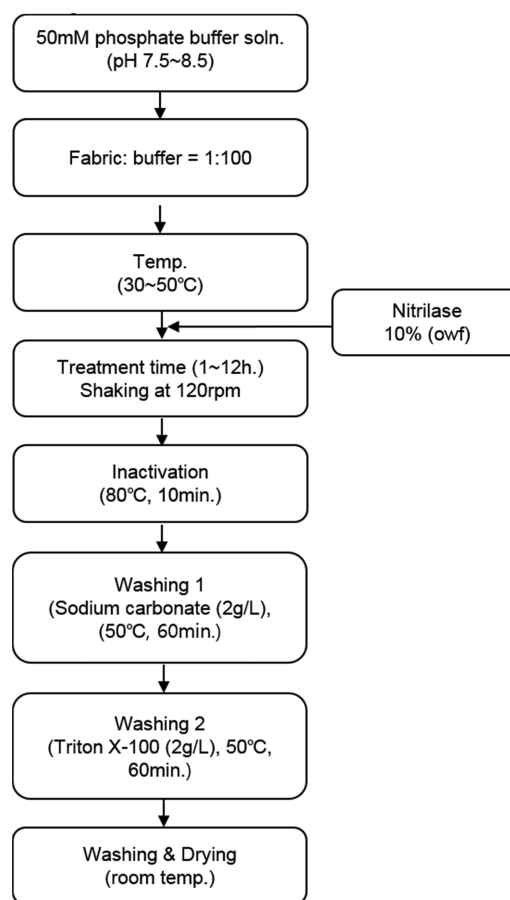 50mM phosphate buffer soln.
(pH 7.5~8.5)
Fabric: buffer = 1:100
Temp.
(30~50℃)
Nitrilase
10% (owf)
Treatment time (1~12h.)
Shaking at 120rpm
Inactivation
(80℃, 10min.)
Washing 1
(Sodium carbonate (2g/L),
(50℃, 60min.)
Washing 2
(Triton X-100 (2g/L), 50℃,
60min.)
Washing & Drying
(room temp.)